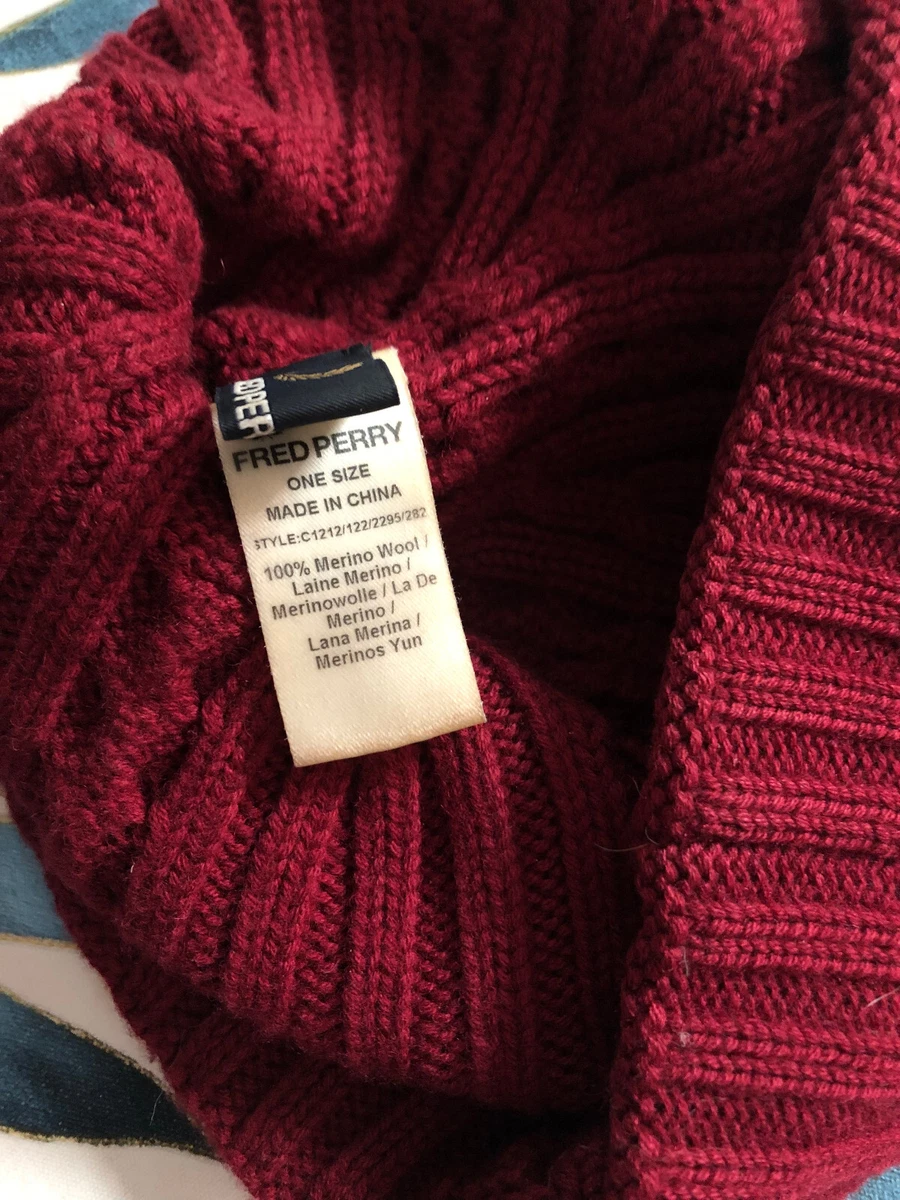 FRED PERRY
ONE SIZE
MADE IN CHINA
STYLE:C1212/122/2295/282
100% Merino Wool /
Laine Merino /
Merinowolle / La De
Merino /
Lana Merina /
Merinos Yun